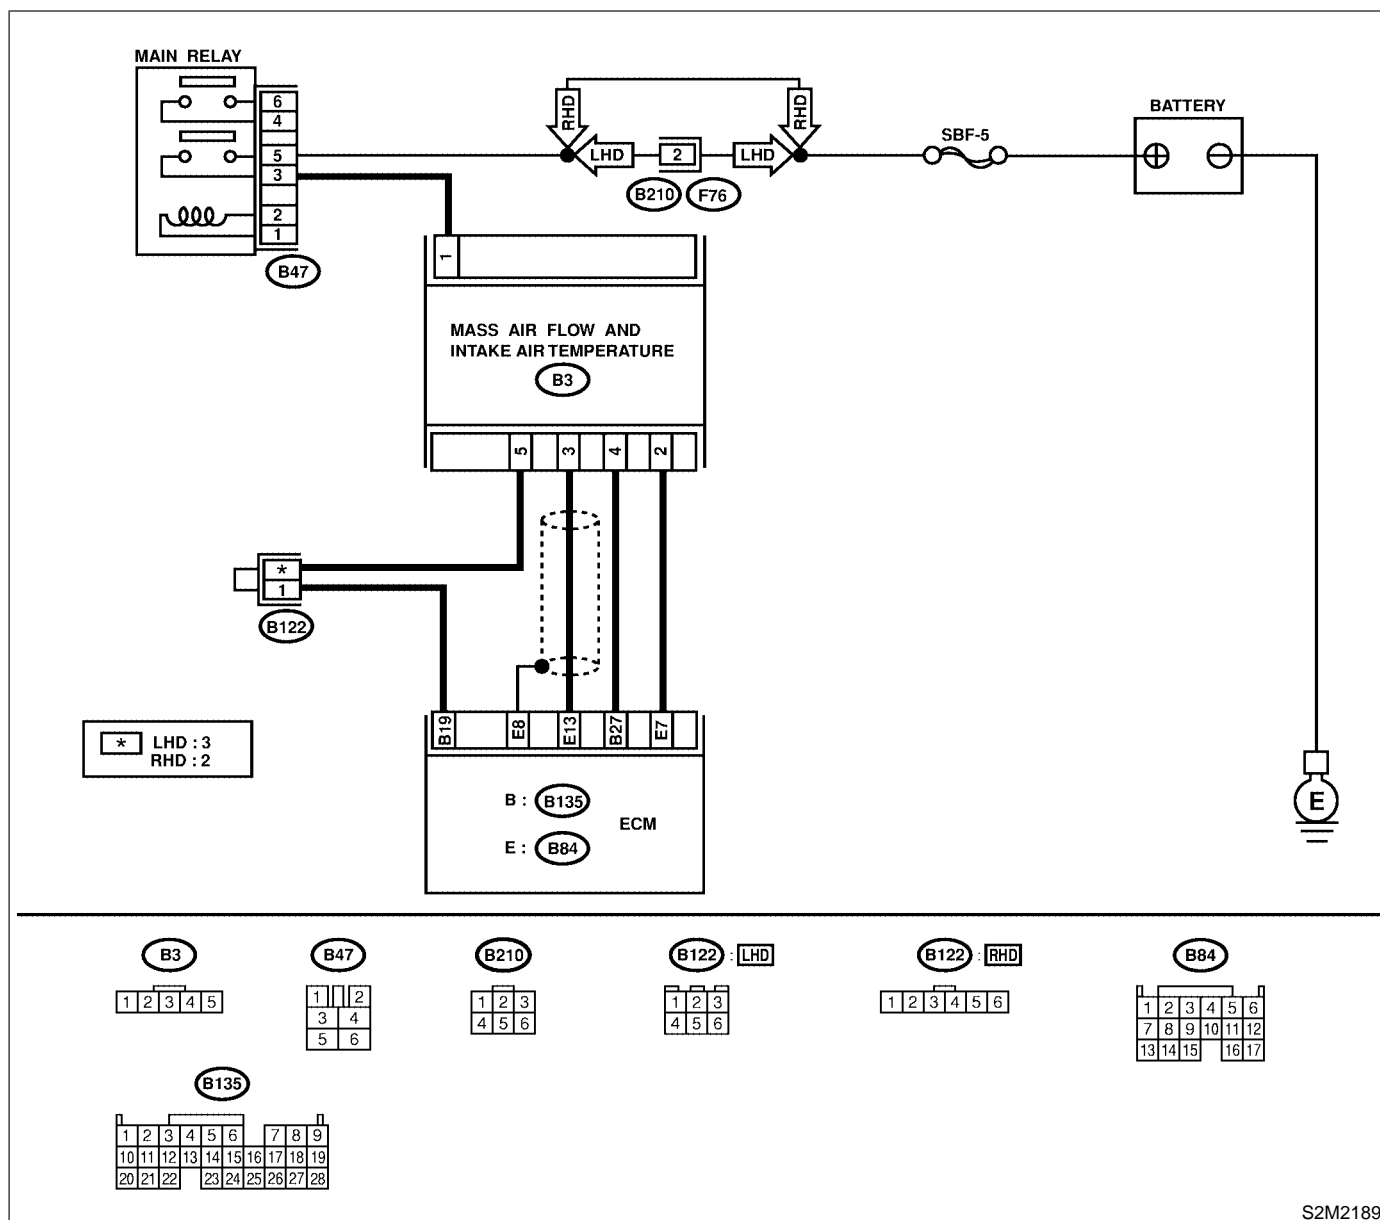 MAIN RELAY
6
4
5
3
2
1
B47
RHD
RHD
LHD
2
LHD
B210
F76
SBF-5
BATTERY
1
MASS AIR FLOW AND
INTAKE AIR TEMPERATURE
B3
5 3 4 2
*
1
B122
B19 E8 E13 B27 E7
* LHD : 3
RHD : 2
B : B135
ECM
E : B84
E
B3
1 2 3 4 5
B47
1 2
3 4
5 6
B210
1 2 3
4 5 6
B122 : LHD
1 2 3
4 5 6
B122 : RHD
1 2 3 4 5 6
B84
1 2 3 4 5 6
7 8 9 10 11 12
13 14 15 16 17
B135
1 2 3 4 5 6 7 8 9
10 11 12 13 14 15 16 17 18 19
20 21 22 23 24 25 26 27 28
S2M2189